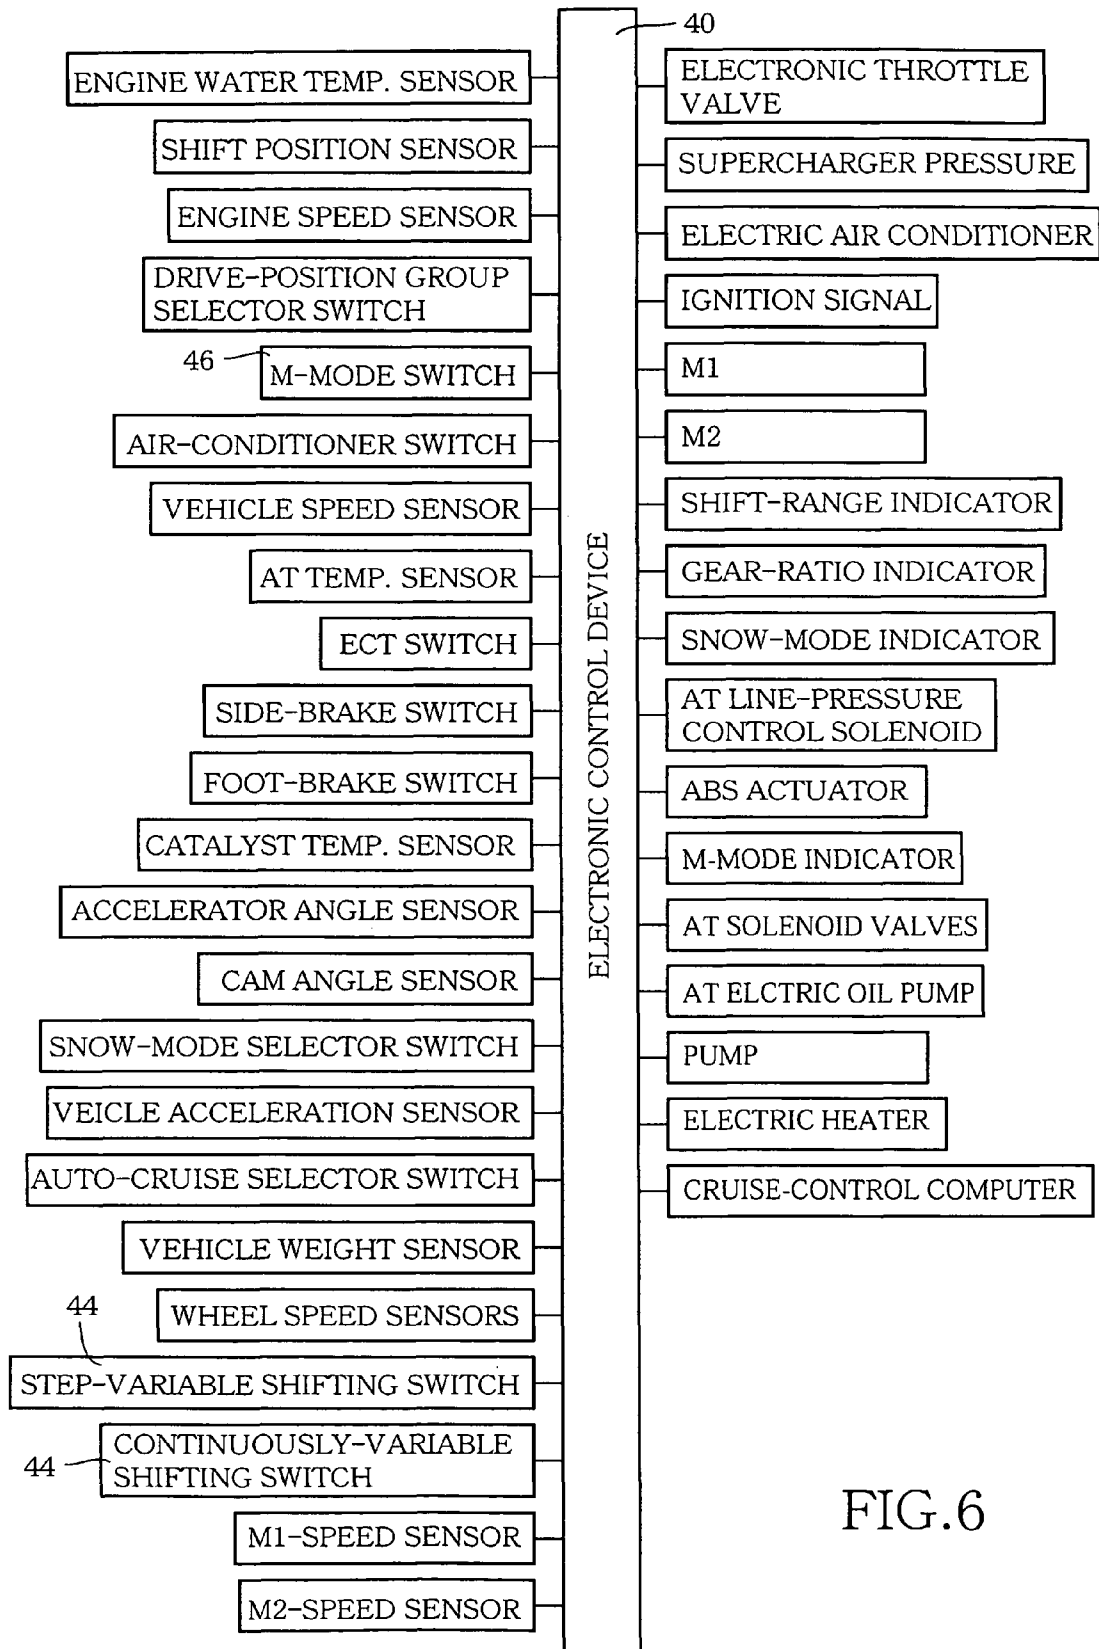 40
ENGINE WATER TEMP. SENSOR
SHIFT POSITION SENSOR
ENGINE SPEED SENSOR
DRIVE-POSITION GROUP
SELECTOR SWITCH
46
M-MODE SWITCH
AIR-CONDITIONER SWITCH
VEHICLE SPEED SENSOR
AT TEMP. SENSOR
ECT SWITCH
SIDE-BRAKE SWITCH
FOOT-BRAKE SWITCH
CATALYST TEMP. SENSOR
ACCELERATOR ANGLE SENSOR
CAM ANGLE SENSOR
SNOW-MODE SELECTOR SWITCH
VEICLE ACCELERATION SENSOR
AUTO-CRUISE SELECTOR SWITCH
VEHICLE WEIGHT SENSOR
WHEEL SPEED SENSORS
44
STEP-VARIABLE SHIFTING SWITCH
CONTINUOUSLY-VARIABLE
SHIFTING SWITCH
44
M1-SPEED SENSOR
M2-SPEED SENSOR
ELECTRONIC CONTROL DEVICE
ELECTRONIC THROTTLE
VALVE
SUPERCHARGER PRESSURE
ELECTRIC AIR CONDITIONER
IGNITION SIGNAL
M1
M2
SHIFT-RANGE INDICATOR
GEAR-RATIO INDICATOR
SNOW-MODE INDICATOR
AT LINE-PRESSURE
CONTROL SOLENOID
ABS ACTUATOR
M-MODE INDICATOR
AT SOLENOID VALVES
AT ELCTRIC OIL PUMP
PUMP
ELECTRIC HEATER
CRUISE-CONTROL COMPUTER
FIG.6